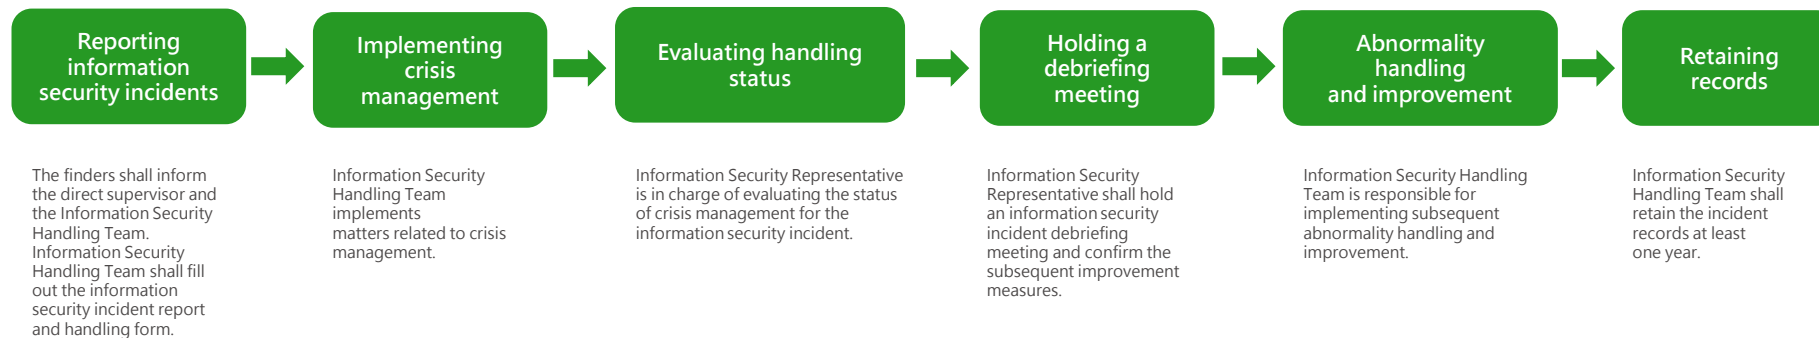 Reporting
information
security incidents
Implementing
crisis
management
Evaluating handling
status
Holding a
debriefing
meeting
Abnormality
handling
and improvement
Retaining
records
The finders shall inform
the direct supervisor and
the Information Security
Handling Team.
Information Security
Handling Team shall fill
out the information
security incident report
and handling form.
Information Security
Handling Team
implements
matters related to crisis
management.
Information Security Representative
is in charge of evaluating the status
of crisis management for the
information security incident.
Information Security
Representative shall hold
an information security
incident debriefing
meeting and confirm the
subsequent improvement
measures.
Information Security Handling
Team is responsible for
implementing subsequent
abnormality handling and
improvement.
Information Security
Handling Team shall
retain the incident
records at least
one year.